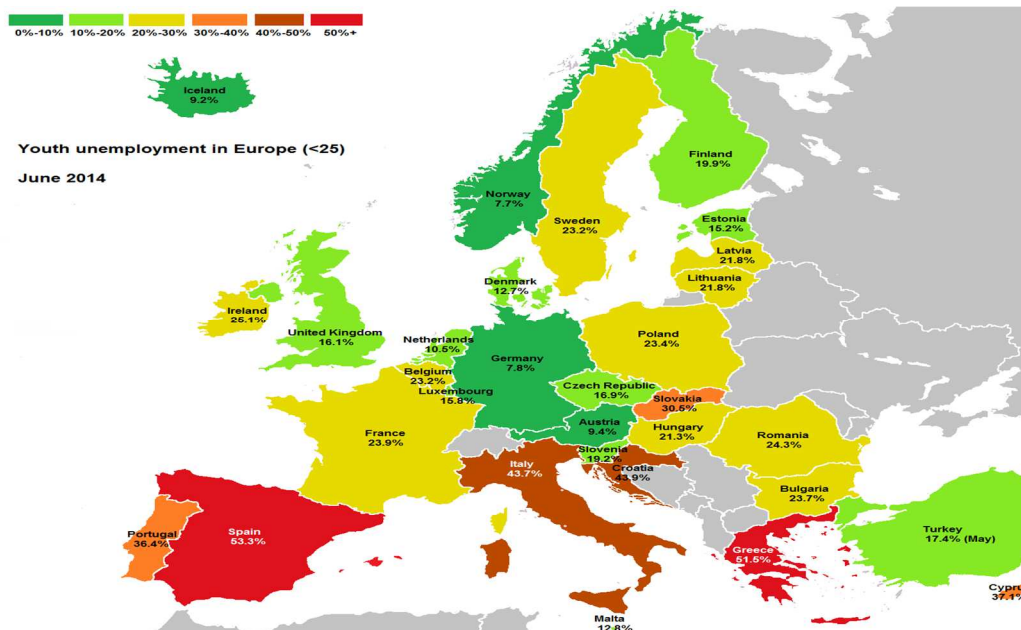 0%-10% 10%-20% 20%-30% 30%-40% 40%-50% 50%+
Iceland
9.2%
Youth unemployment in Europe (<25)
June 2014
Finland
19.9%
Norway
7.7%
Sweden
23.2%
Estonia
15.2%
Latvia
21.8%
Lithuania
21.8%
Denmark
12.7%
Ireland
25.1%
United Kingdom
16.1%
Netherlands
10.5%
Germany
7.8%
Poland
23.4%
Belgium
23.2%
Luxembourg
15.8%
Czech Republic
16.9%
Slovakia
30.5%
France
23.9%
Austria
9.4%
Hungary
21.3%
Romania
24.3%
Slovenia
19.2%
Italy
43.7%
Croatia
43.9%
Bulgaria
23.7%
Portugal
36.4%
Spain
53.3%
Greece
51.5%
Turkey
17.4% (May)
Cypru
37.1%
Malta
12.8%